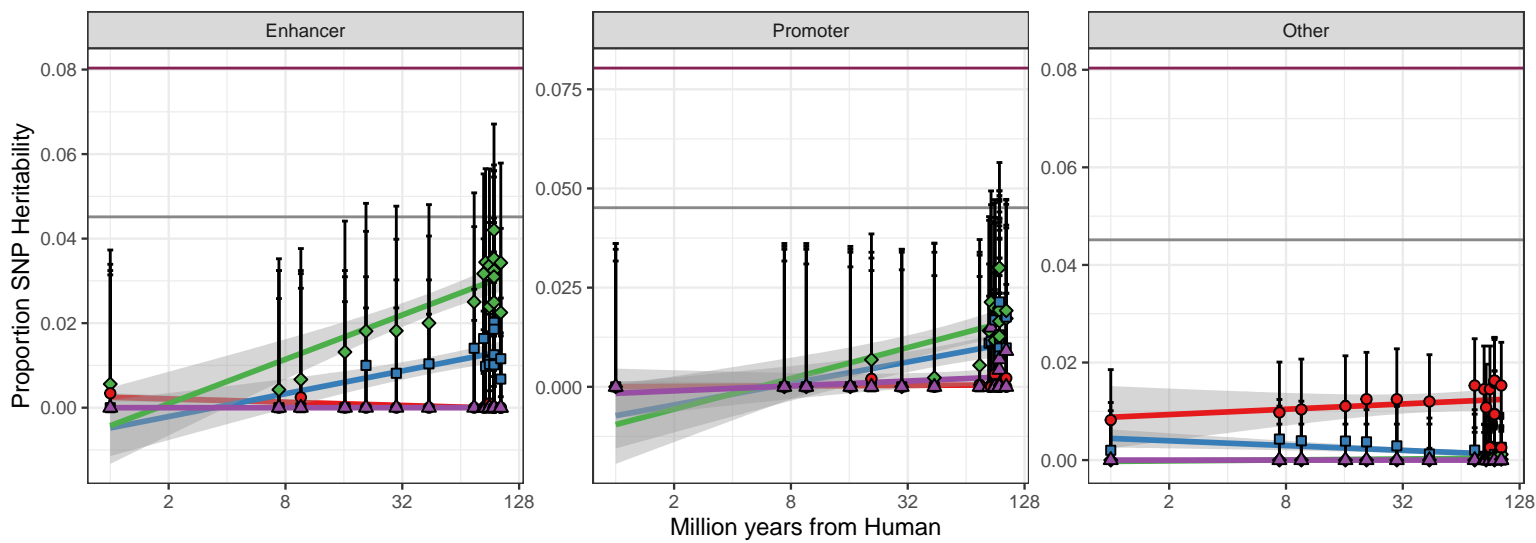 Enhancer
Promoter
Other
Proportion SNP Heritability
0.08
0.06
0.04
0.02
0.00
0.075
0.050
0.025
0.000
0.08
0.06
0.04
0.02
0.00
2 8 32 128
2 8 32 128
2 8 32 128
Million years from Human